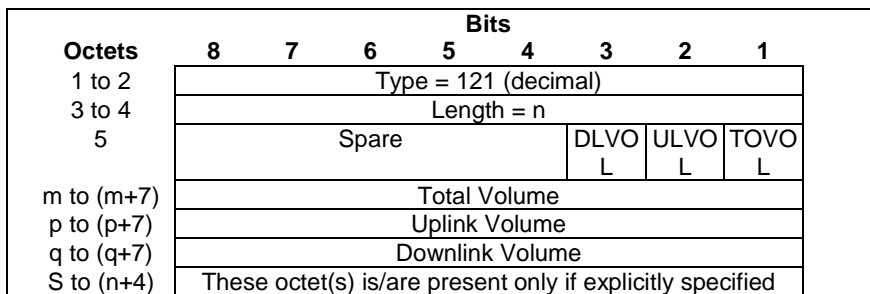 Bits
Octets 8 7 6 5 4 3 2 1
1 to 2 Type = 121 (decimal)
3 to 4 Length = n
5 Spare DLVO ULVO TOVO
L L L
m to (m+7) Total Volume
p to (p+7) Uplink Volume
q to (q+7) Downlink Volume
S to (n+4) These octet(s) is/are present only if explicitly specified